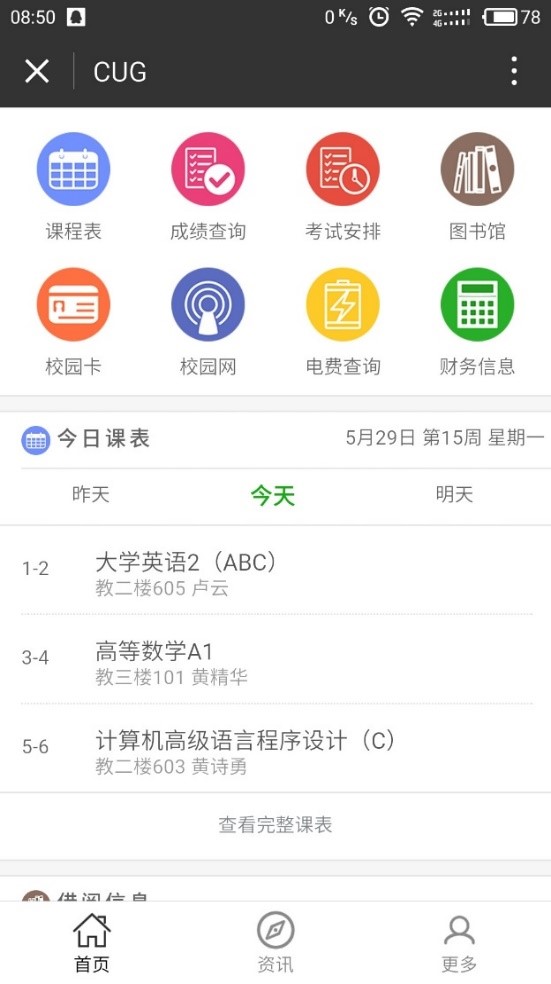 08:50 0 K/s 2G 4G 78
CUG
课程表 成绩查询 考试安排 图书馆
校园卡 校园网 电费查询 财务信息
今日课表 5月29日 第15周 星期一
昨天 今天 明天
1-2 大学英语2（ABC）
教二楼605 卢云
3-4 高等数学A1
教三楼101 黄精华
5-6 计算机高级语言程序设计（C）
教二楼603 黄诗勇
查看完整课表
借阅信息
首页 资讯 更多